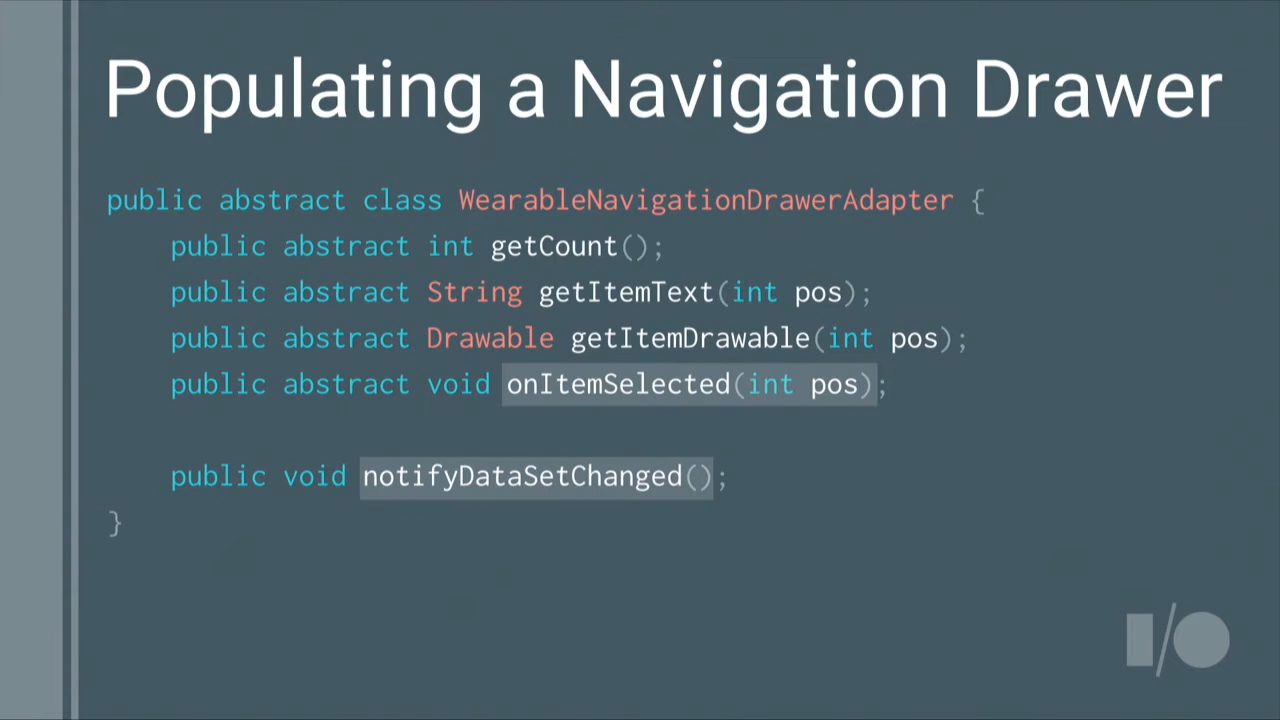 Populating a Navigation Drawer
public abstract class WearableNavigationDrawerAdapter {
public abstract int getCount();
public abstract String getItemText(int pos);
public abstract Drawable getItemDrawable(int pos);
public abstract void onItemSelected(int pos);
public void notifyDataSetChanged();
}
I/O